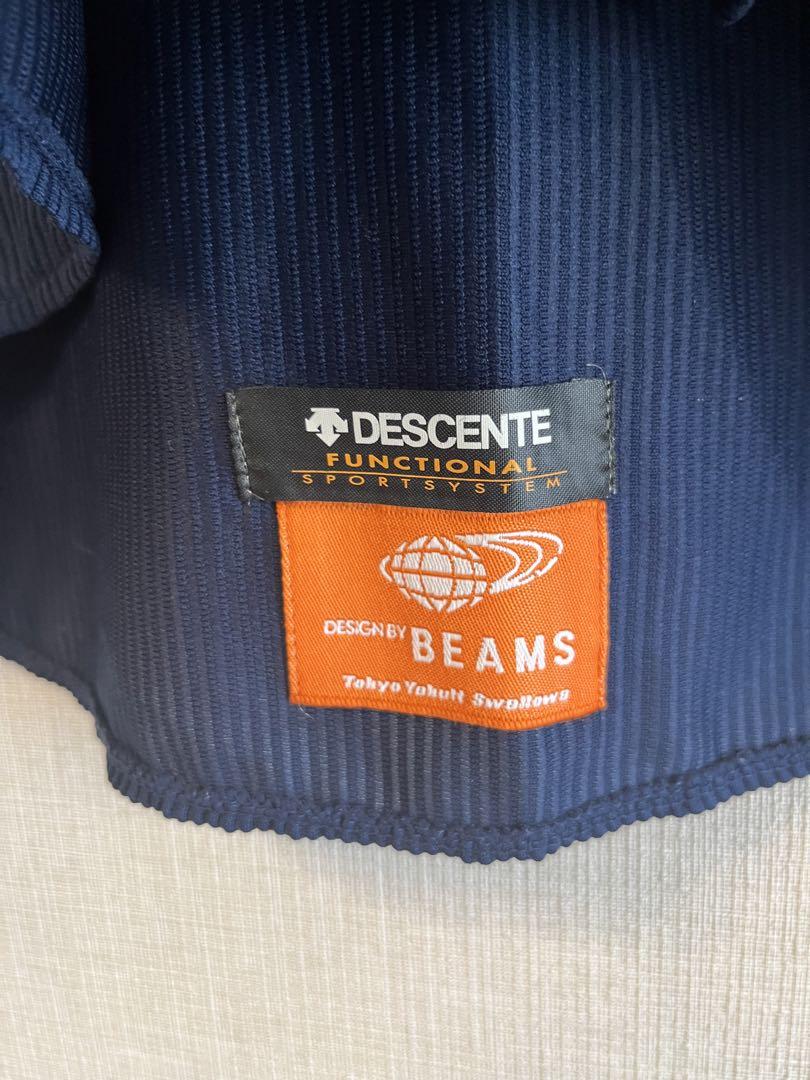 DESCENTE
FUNCTIONAL
SPORTSYSTEM
DESIGN BY BEAMS
Tokyo Yakult Swallows